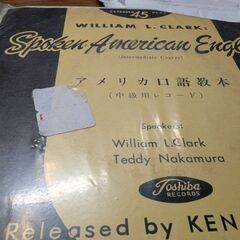 45
WILLIAM L. CLARK:
Spoken American Eng
(Intermediate Course)
アメリカ口語教本
(中級用レコード)
Speakers:
William L. Clark
Teddy Nakamura
Toshiba
RECORDS
Released by KEN